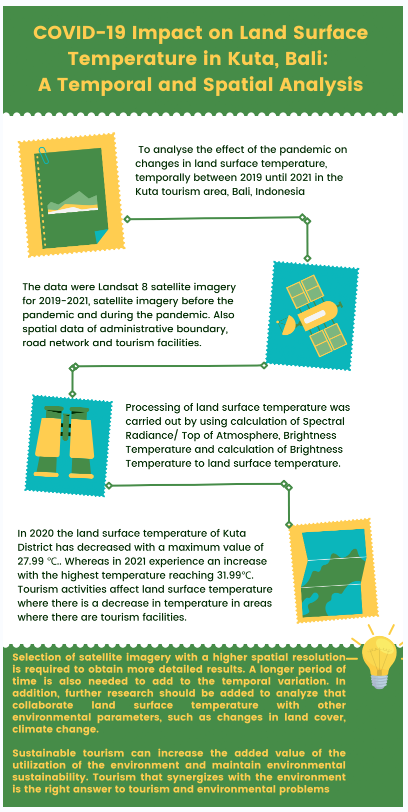 COVID-19 Impact on Land Surface
Temperature in Kuta, Bali:
A Temporal and Spatial Analysis
To analyse the effect of the pandemic on
changes in land surface temperature,
temporally between 2019 until 2021 in the
Kuta tourism area, Bali, Indonesia
The data were Landsat 8 satellite imagery
for 2019-2021, satellite imagery before the
pandemic and during the pandemic. Also
spatial data of administrative boundary,
road network and tourism facilities.
Processing of land surface temperature was
carried out by using calculation of Spectral
Radiance/ Top of Atmosphere, Brightness
Temperature and calculation of Brightness
Temperature to land surface temperature.
In 2020 the land surface temperature of Kuta
District has decreased with a maximum value of
27.99 °C.. Whereas in 2021 experience an increase
with the highest temperature reaching 31.99°C.
Tourism activities affect land surface temperature
where there is a decrease in temperature in areas
where there are tourism facilities.
Selection of satellite imagery with a higher spatial resolution
is required to obtain more detailed results. A longer period of
time is also needed to add to the temporal variation. In
addition, further research should be added to analyze that
collaborate land surface temperature with other
environmental parameters, such as changes in land cover,
climate change.
Sustainable tourism can increase the added value of the
utilization of the environment and maintain environmental
sustainability. Tourism that synergizes with the environment
is the right answer to tourism and environmental problems